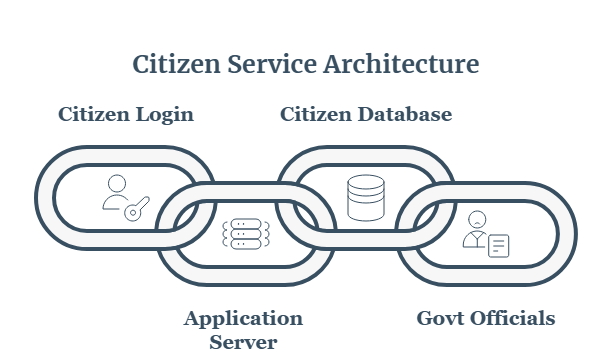 Citizen Service Architecture
Citizen Login
Citizen Database
Application
Server
Govt Officials